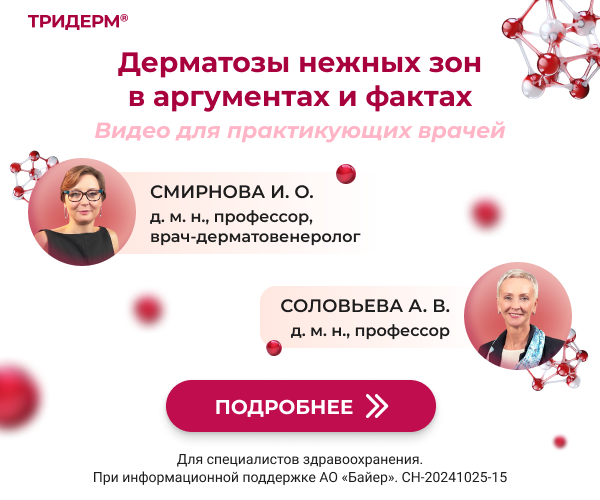 ТРИДЕРМ®
Дерматозы нежных зон
в аргументах и фактах
Видео для практикующих врачей
СМИРНОВА И. О.
д. м. н., профессор,
врач-дерматовенеролог
СОЛОВЬЕВА А. В.
д. м. н., профессор
ПОДРОБНЕЕ
Для специалистов здравоохранения.
При информационной поддержке АО «Байер». СН-20241025-15